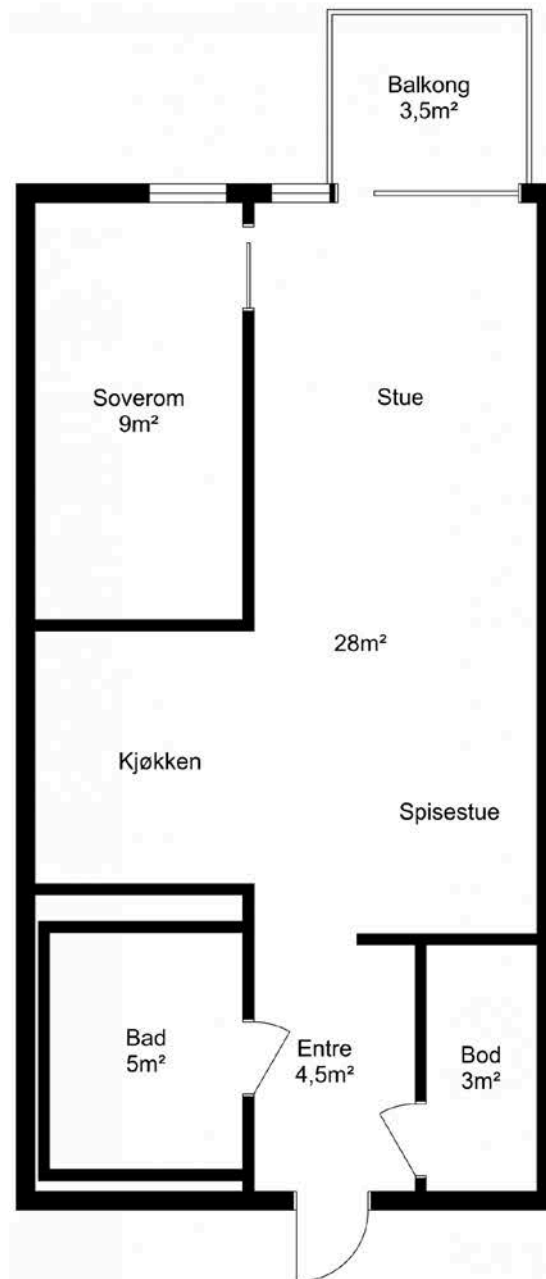 Balkong
3,5m²
Soverom
9m²
Stue
28m²
Kjøkken
Spisestue
Bad
5m²
Entre
4,5m²
Bod
3m²